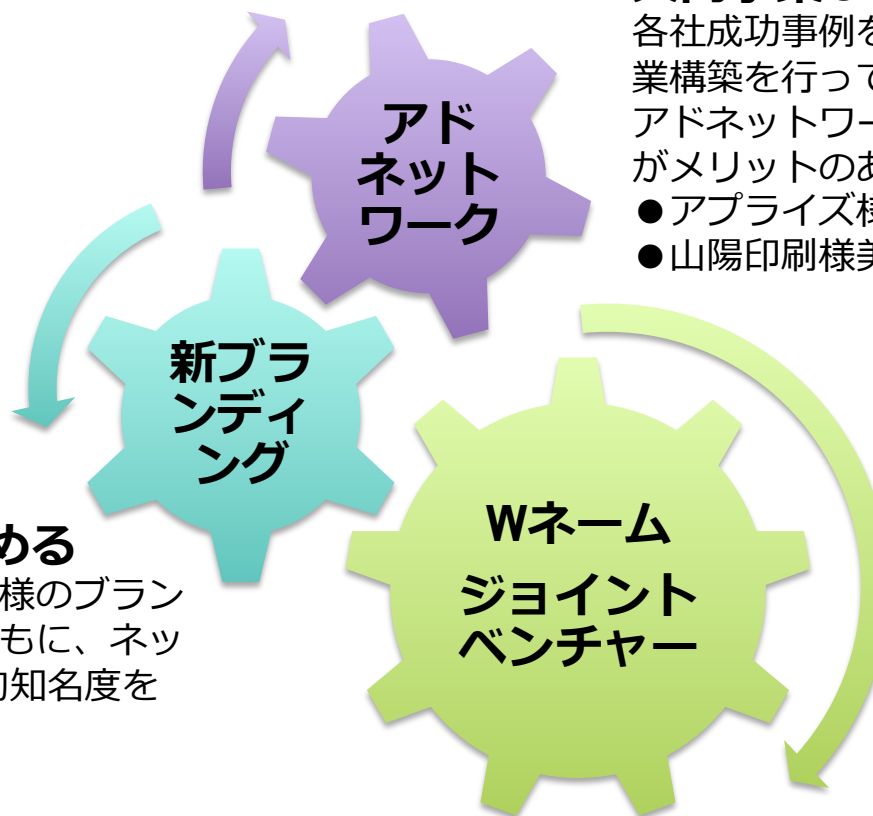 各社成功事例を
業構築を行って
アドネットワー
がメリットのあ
●アプライズ様
●山陽印刷様美
アド
ネット
ワーク
新ブラ
ンディ
ング
Wネーム
ジョイント
ベンチャー
める
様のブラン
もに、ネッ
知名度を